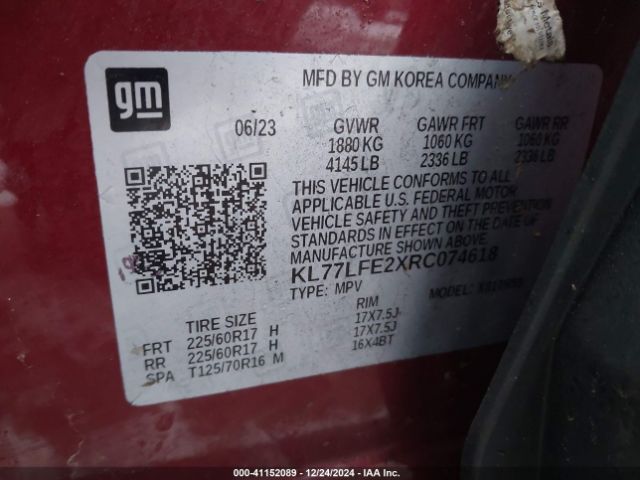 gm
MFD BY GM KOREA COMPANY
06/23 GVWR GAWR FRT GAWR RR
1880 KG 1060 KG 1060 KG
4145 LB 2336 LB 2336 LB
THIS VEHICLE CONFORMS TO ALL
APPLICABLE U.S. FEDERAL MOTOR
VEHICLE SAFETY AND THEFT PREVENTION
STANDARDS IN EFFECT ON THE DATE OF
MANUFACTURE SHOWN ABOVE.
KL77LFE2XRC074618
TYPE: MPV MODEL:
TIRE SIZE RIM
FRT 225/60R17 H 17X7.5J
RR 225/60R17 H 17X7.5J
SPA T125/70R16 M 16X4BT
000-41152089 - 12/24/2024 - IAA Inc.